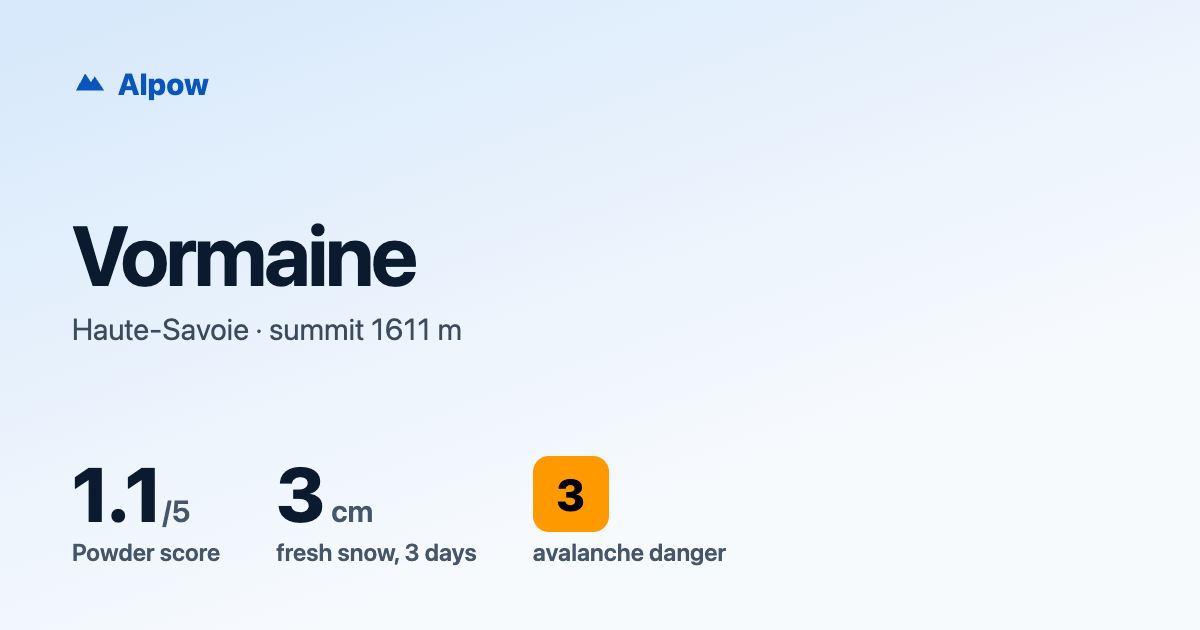 Alpow
Vormaine
Haute-Savoie · summit 1611 m
1.1/5
Powder score
3 cm
fresh snow, 3 days
3
avalanche danger